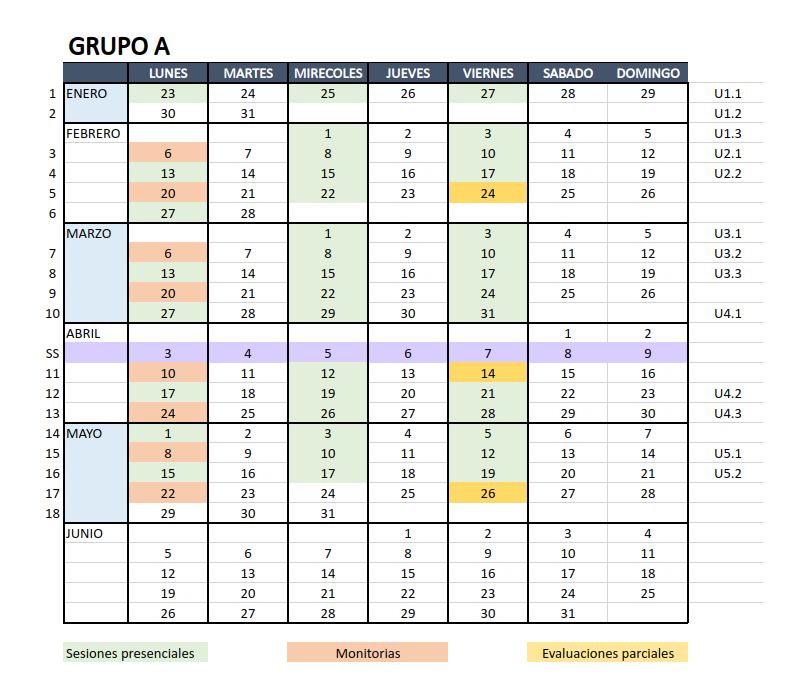 GRUPO A
LUNES MARTES MIRECOLES JUEVES VIERNES SABADO DOMINGO
1 ENERO 23 24 25 26 27 28 29 U1.1
2 30 31 U1.2
FEBRERO 1 2 3 4 5 U1.3
3 6 7 8 9 10 11 12 U2.1
4 13 14 15 16 17 18 19 U2.2
5 20 21 22 23 24 25 26
6 27 28
MARZO 1 2 3 4 5 U3.1
7 6 7 8 9 10 11 12 U3.2
8 13 14 15 16 17 18 19 U3.3
9 20 21 22 23 24 25 26
10 27 28 29 30 31 U4.1
ABRIL 1 2
SS 3 4 5 6 7 8 9
11 10 11 12 13 14 15 16
12 17 18 19 20 21 22 23 U4.2
13 24 25 26 27 28 29 30 U4.3
14 MAYO 1 2 3 4 5 6 7
15 8 9 10 11 12 13 14 U5.1
16 15 16 17 18 19 20 21 U5.2
17 22 23 24 25 26 27 28
18 29 30 31
JUNIO 1 2 3 4
5 6 7 8 9 10 11
12 13 14 15 16 17 18
19 20 21 22 23 24 25
26 27 28 29 30 31
Sesiones presenciales Monitorias Evaluaciones parciales